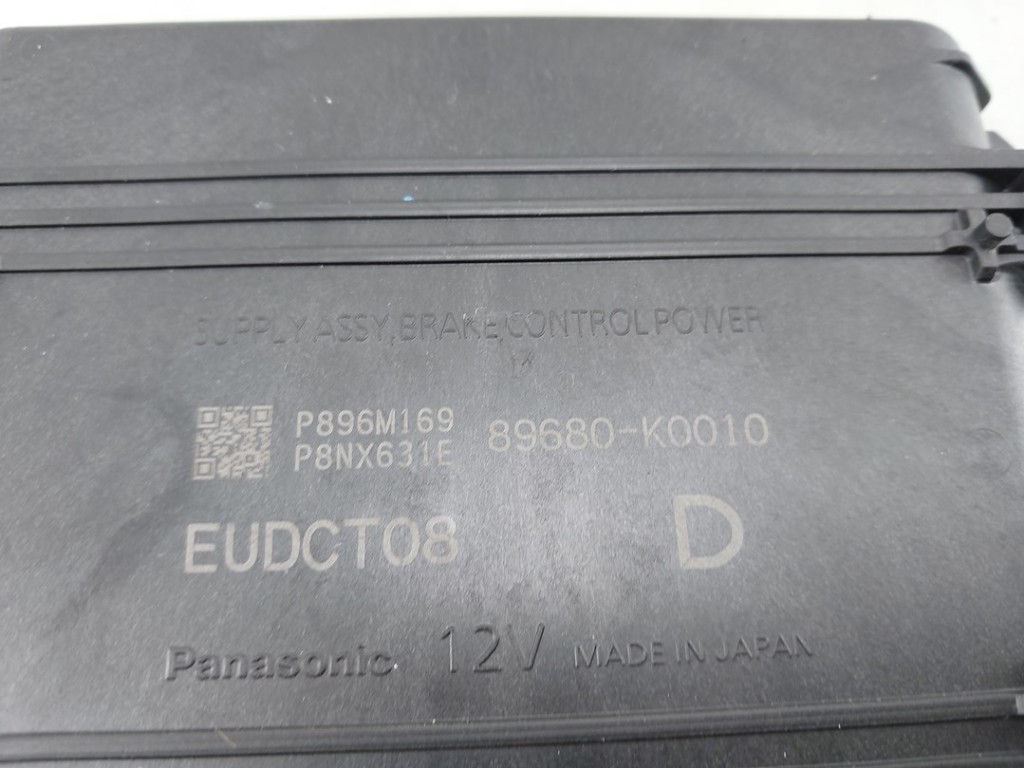 SUPPLY ASSY, BRAKE CONTROL POWER
P896M169
P8NX631E
89680-K0010
EUDCT08
D
Panasonic 12V MADE IN JAPAN